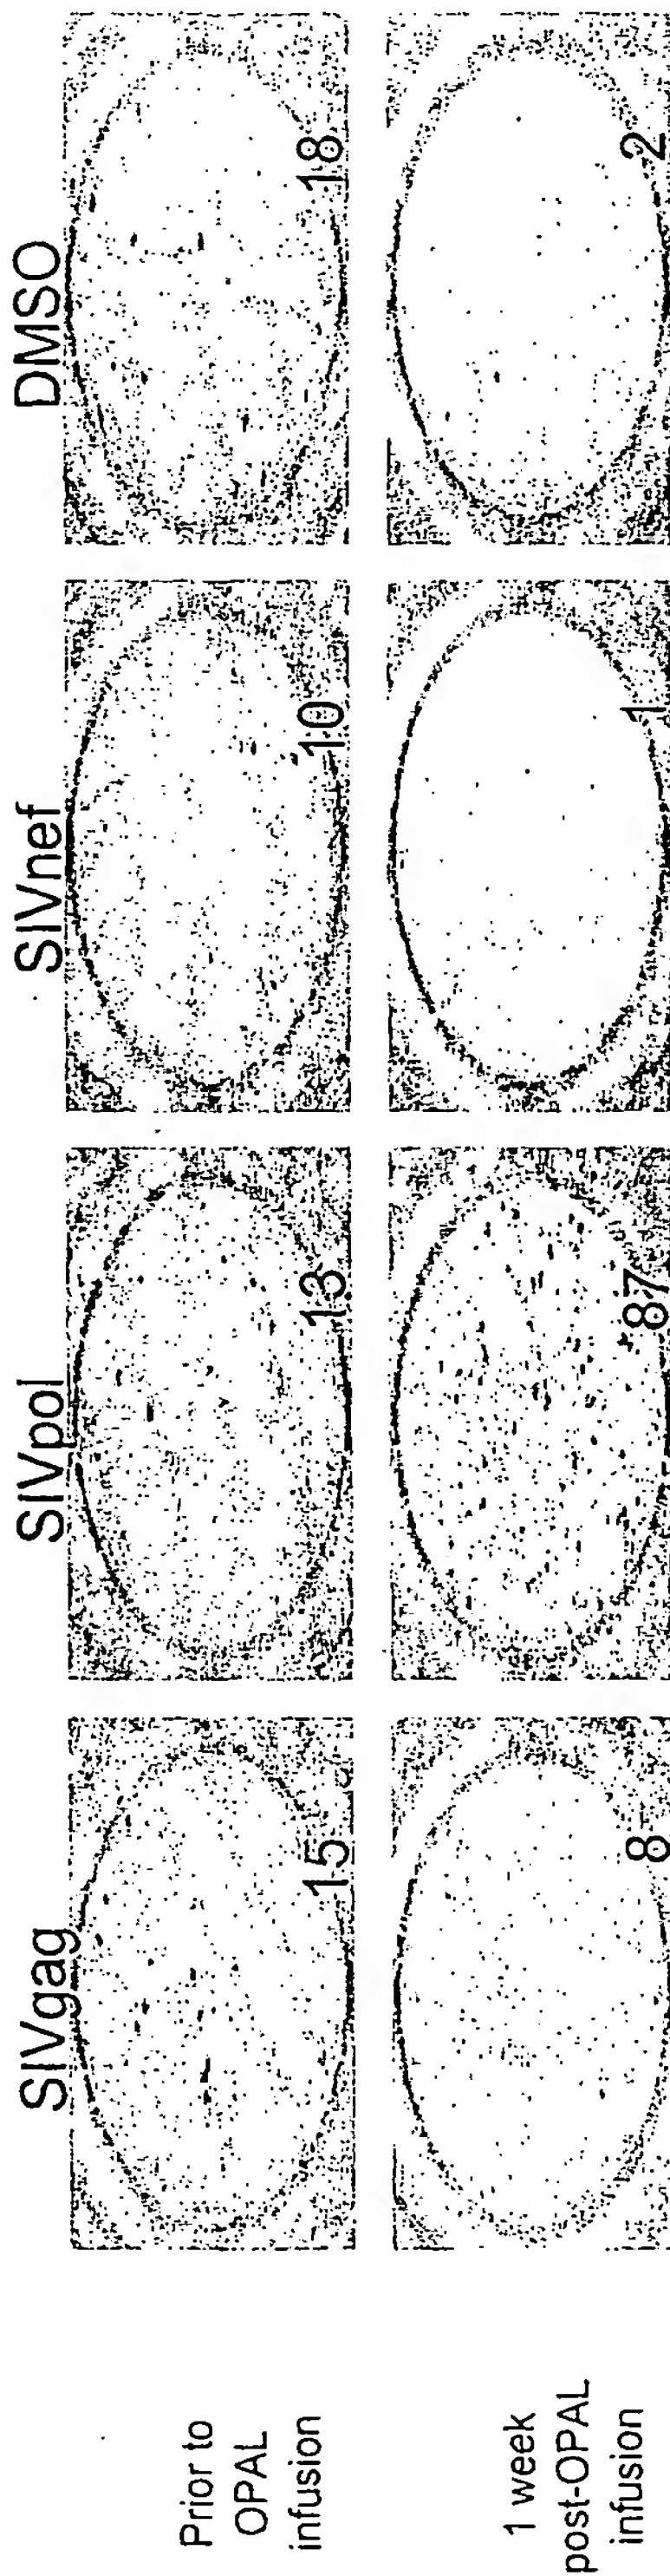 SIVgag SIVpol SIVnef DMSO
Prior to
OPAL
infusion
15 13 10 18
1 week
post-OPAL
infusion
8 87 1 2